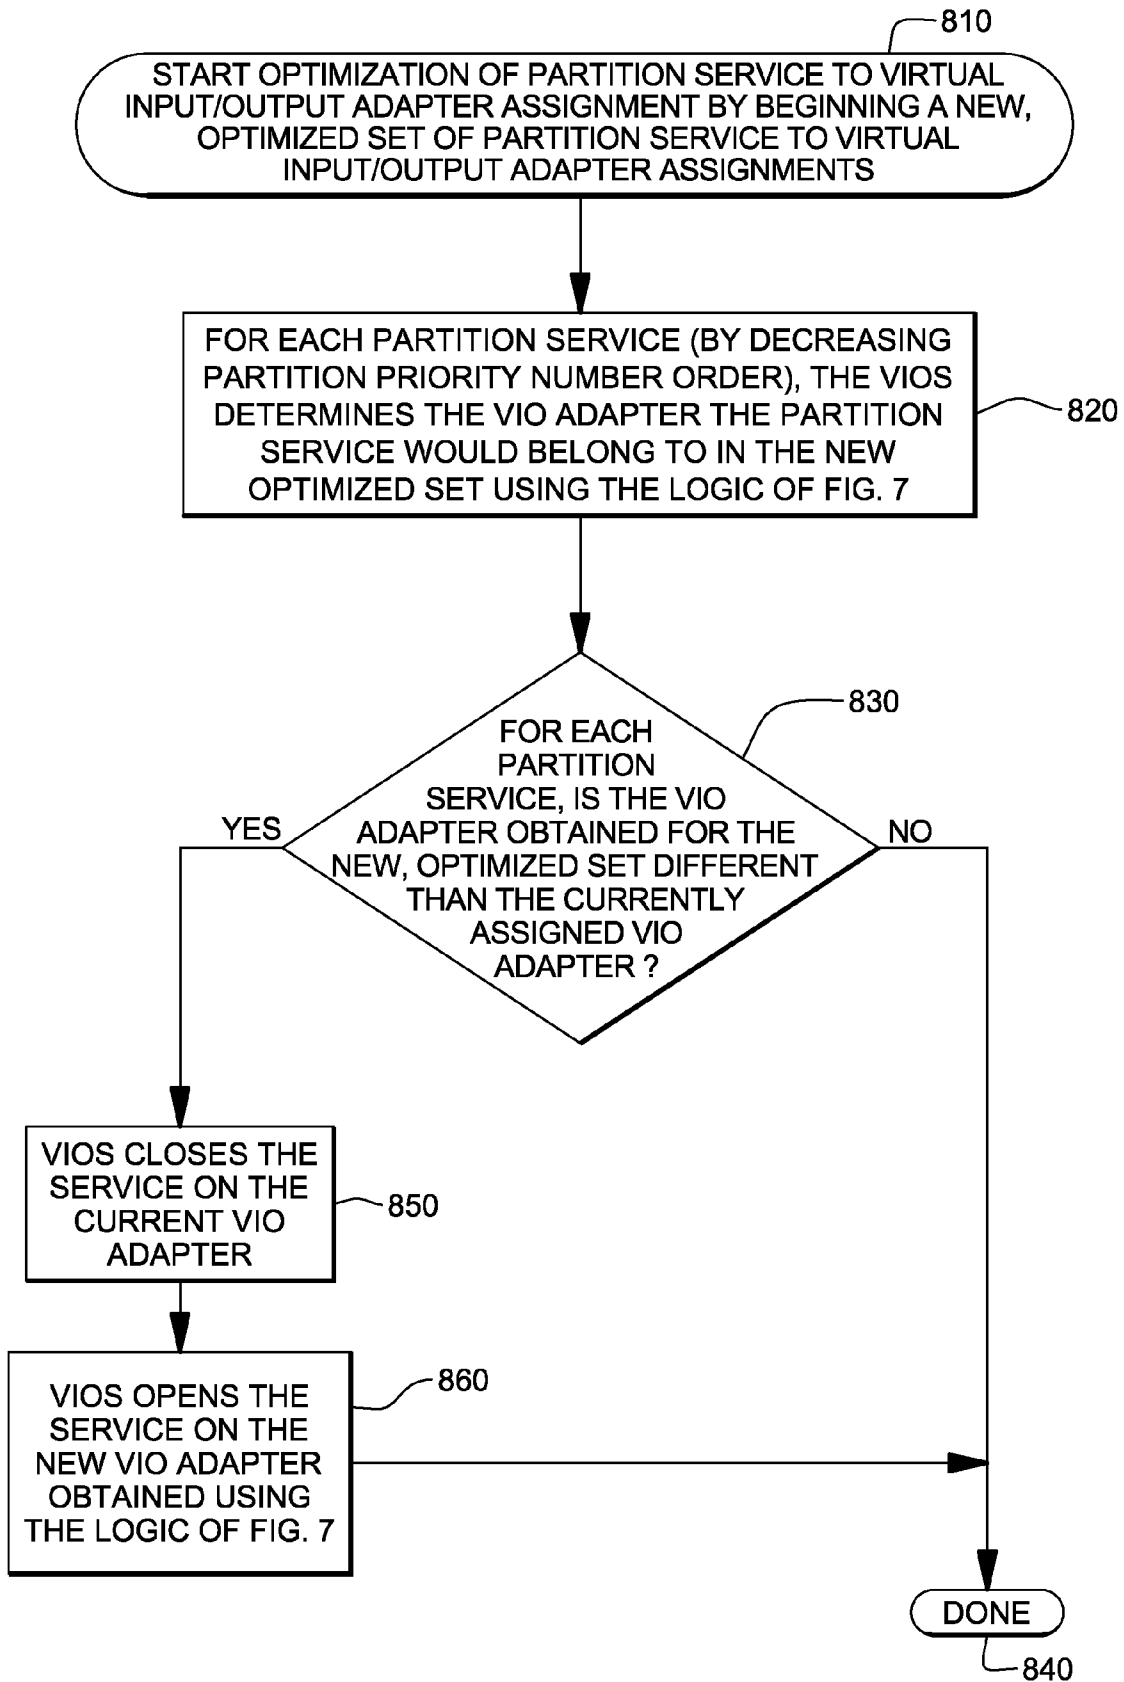 810
START OPTIMIZATION OF PARTITION SERVICE TO VIRTUAL
INPUT/OUTPUT ADAPTER ASSIGNMENT BY BEGINNING A NEW,
OPTIMIZED SET OF PARTITION SERVICE TO VIRTUAL
INPUT/OUTPUT ADAPTER ASSIGNMENTS
FOR EACH PARTITION SERVICE (BY DECREASING
PARTITION PRIORITY NUMBER ORDER), THE VIOS
DETERMINES THE VIO ADAPTER THE PARTITION
SERVICE WOULD BELONG TO IN THE NEW
OPTIMIZED SET USING THE LOGIC OF FIG. 7
820
830
FOR EACH
PARTITION
SERVICE, IS THE VIO
ADAPTER OBTAINED FOR THE
NEW, OPTIMIZED SET DIFFERENT
THAN THE CURRENTLY
ASSIGNED VIO
ADAPTER ?
YES
NO
VIOS CLOSES THE
SERVICE ON THE
CURRENT VIO
ADAPTER
850
VIOS OPENS THE
SERVICE ON THE
NEW VIO ADAPTER
OBTAINED USING
THE LOGIC OF FIG. 7
860
DONE
840